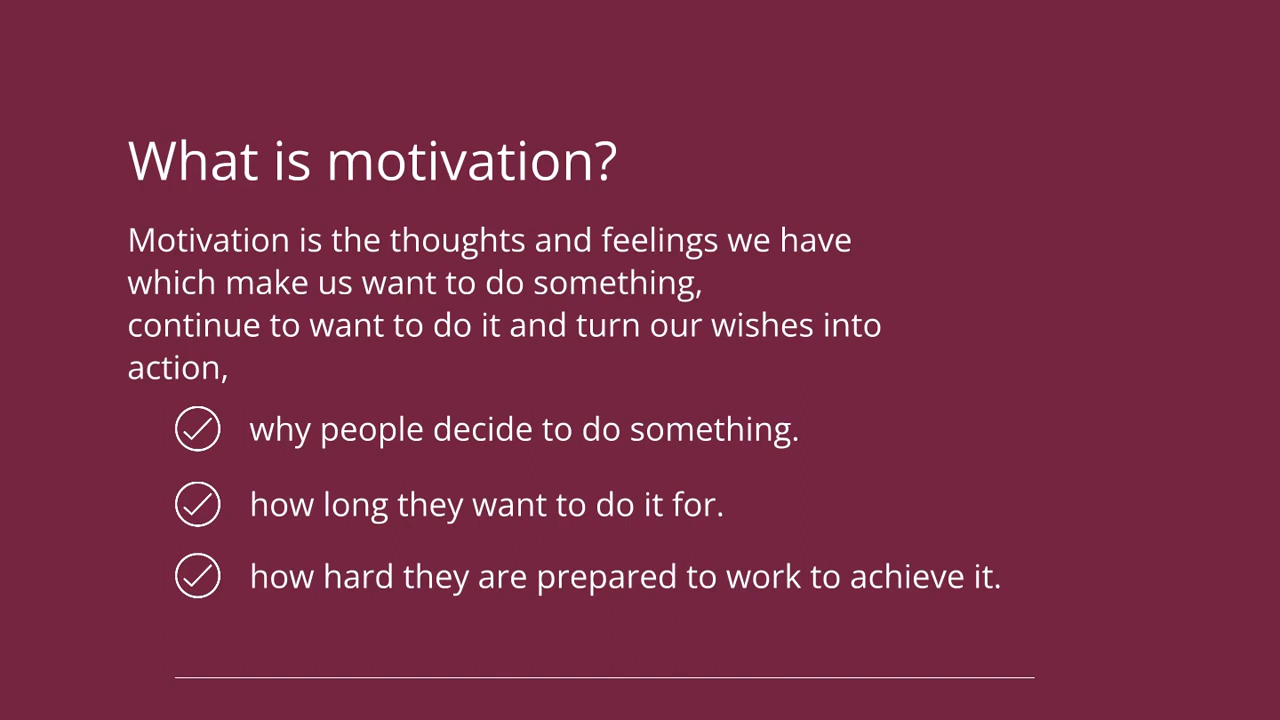 What is motivation?
Motivation is the thoughts and feelings we have
which make us want to do something,
continue to want to do it and turn our wishes into
action,
why people decide to do something.
how long they want to do it for.
how hard they are prepared to work to achieve it.